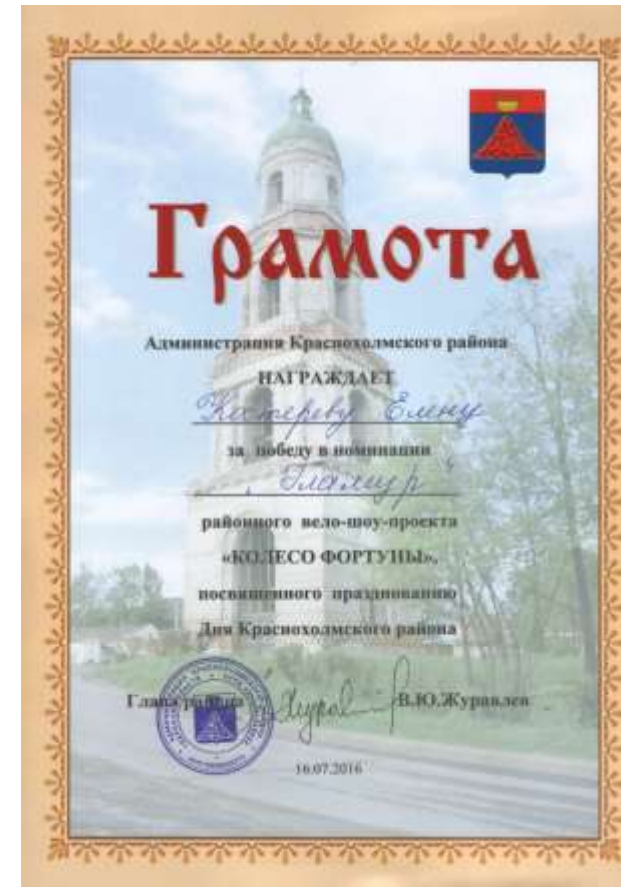 Грамота
Администрация Краснохолмского района
НАГРАЖДАЕТ
Катереву Елену
за победу в номинации
"Гламур"
районного вело-шоу-проекта
«КОЛЕСО ФОРТУНЫ»,
посвященного празднованию
Дня Краснохолмского района
Глава района В.Ю.Журавлев
16.07.2016